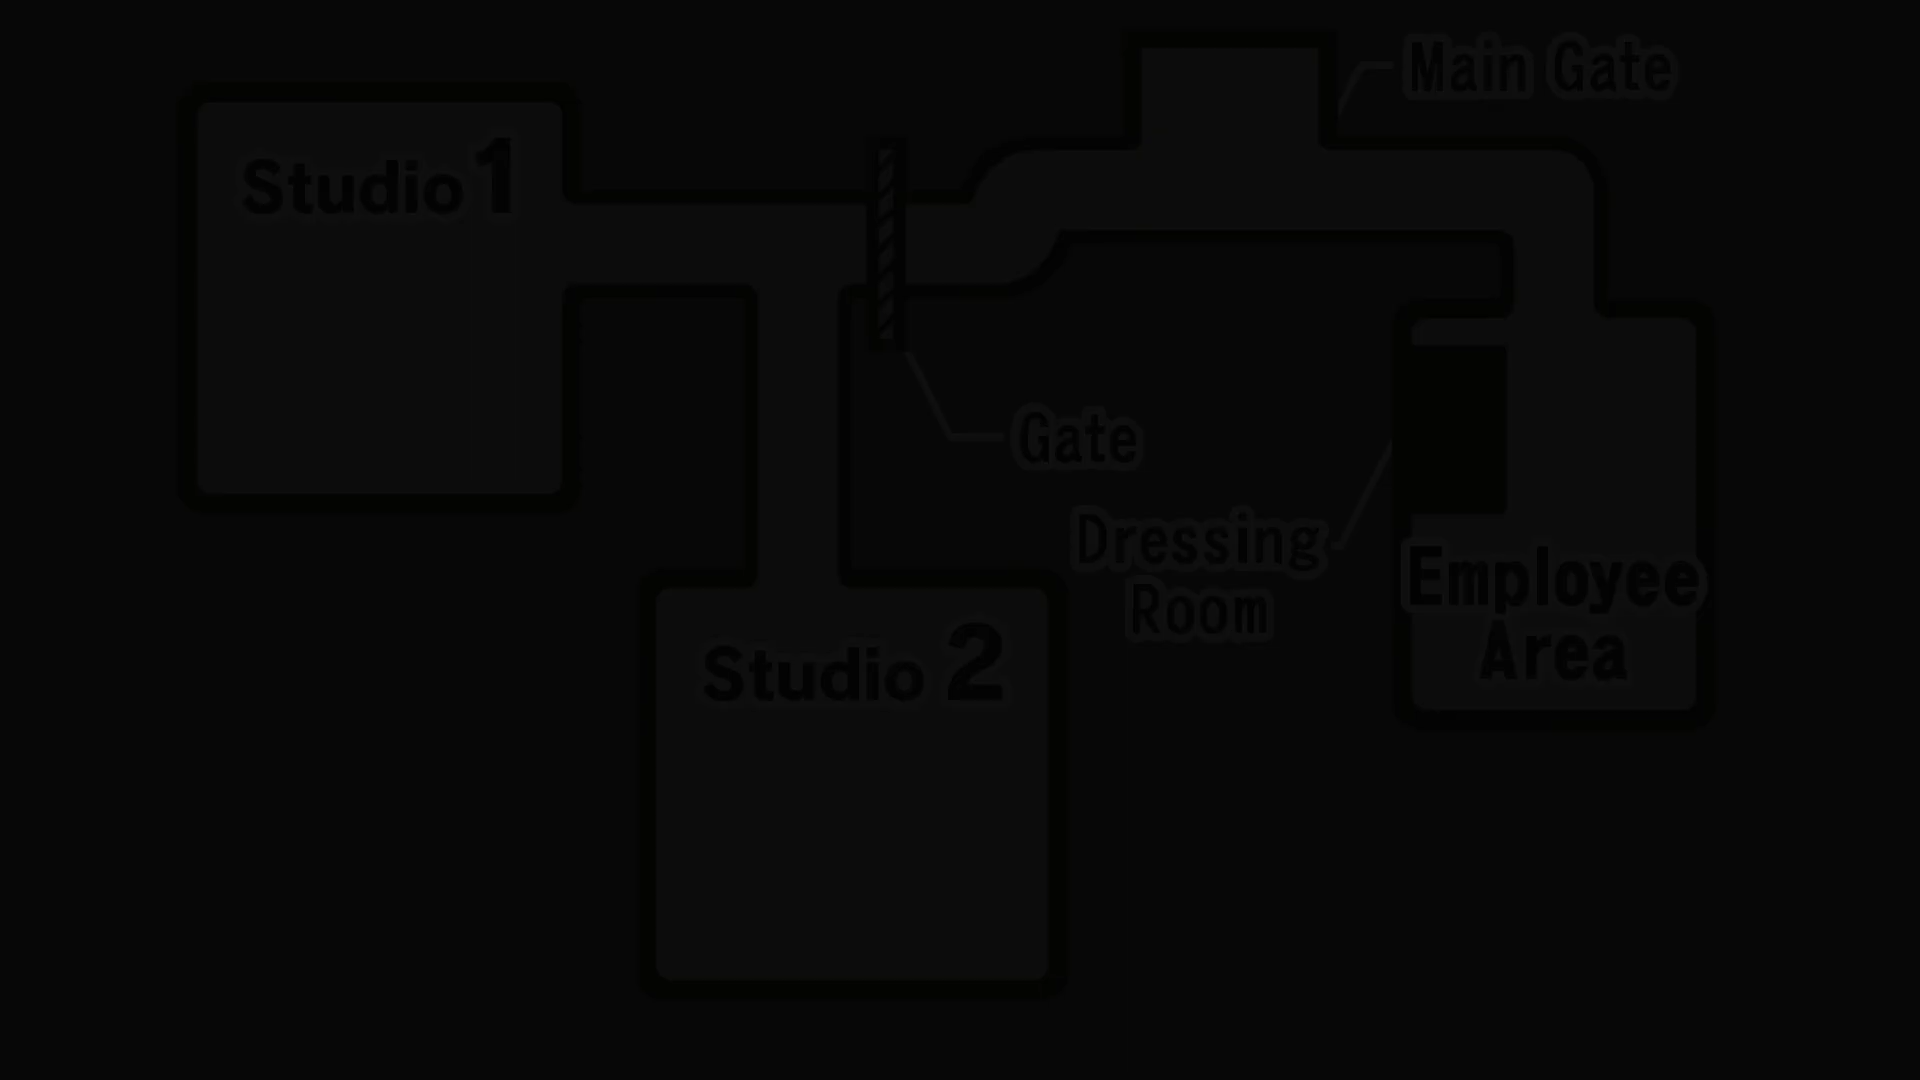 Main Gate
Studio 1
Gate
Dressing
Room
Employee
Area
Studio 2